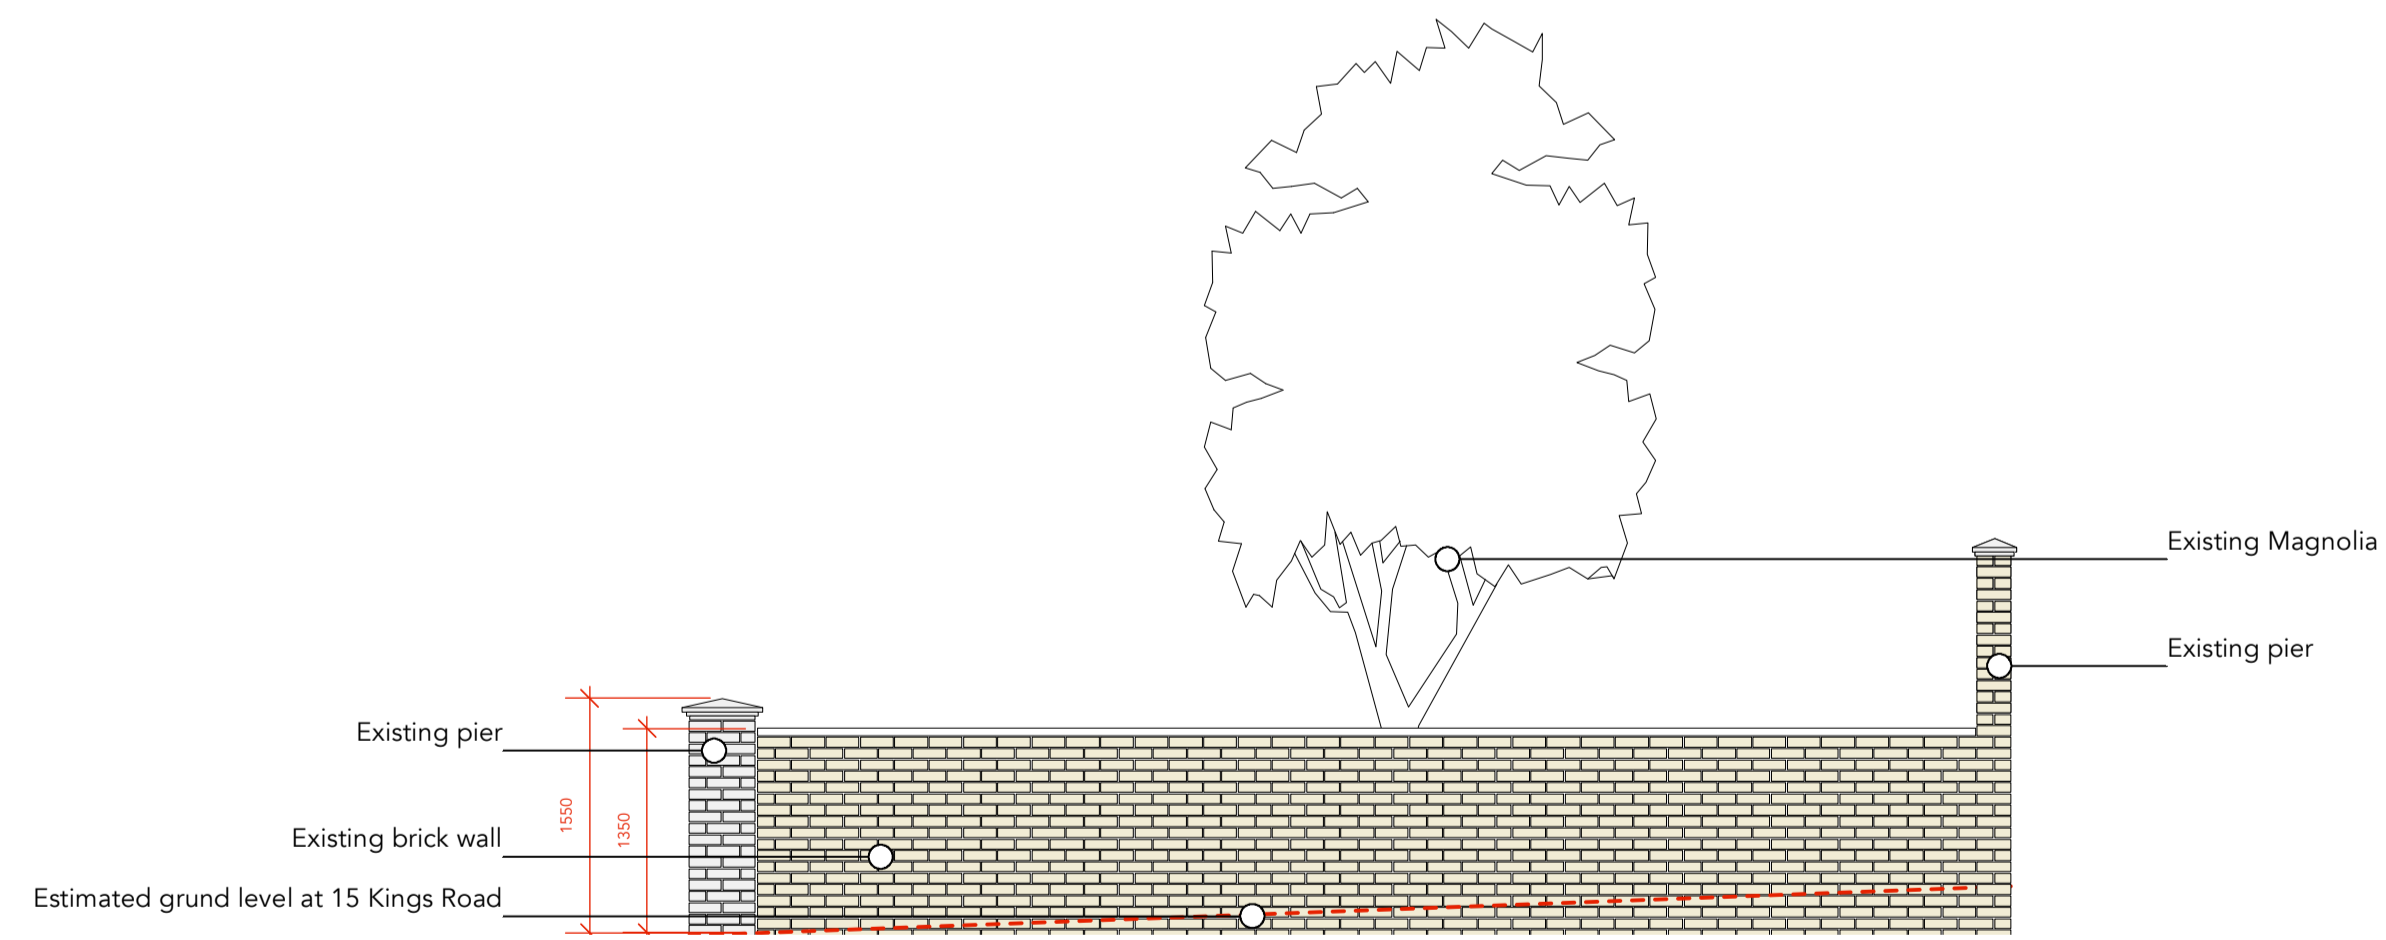 Existing Magnolia
Existing pier
Existing pier
1550
1350
Existing brick wall
Estimated grund level at 15 Kings Road